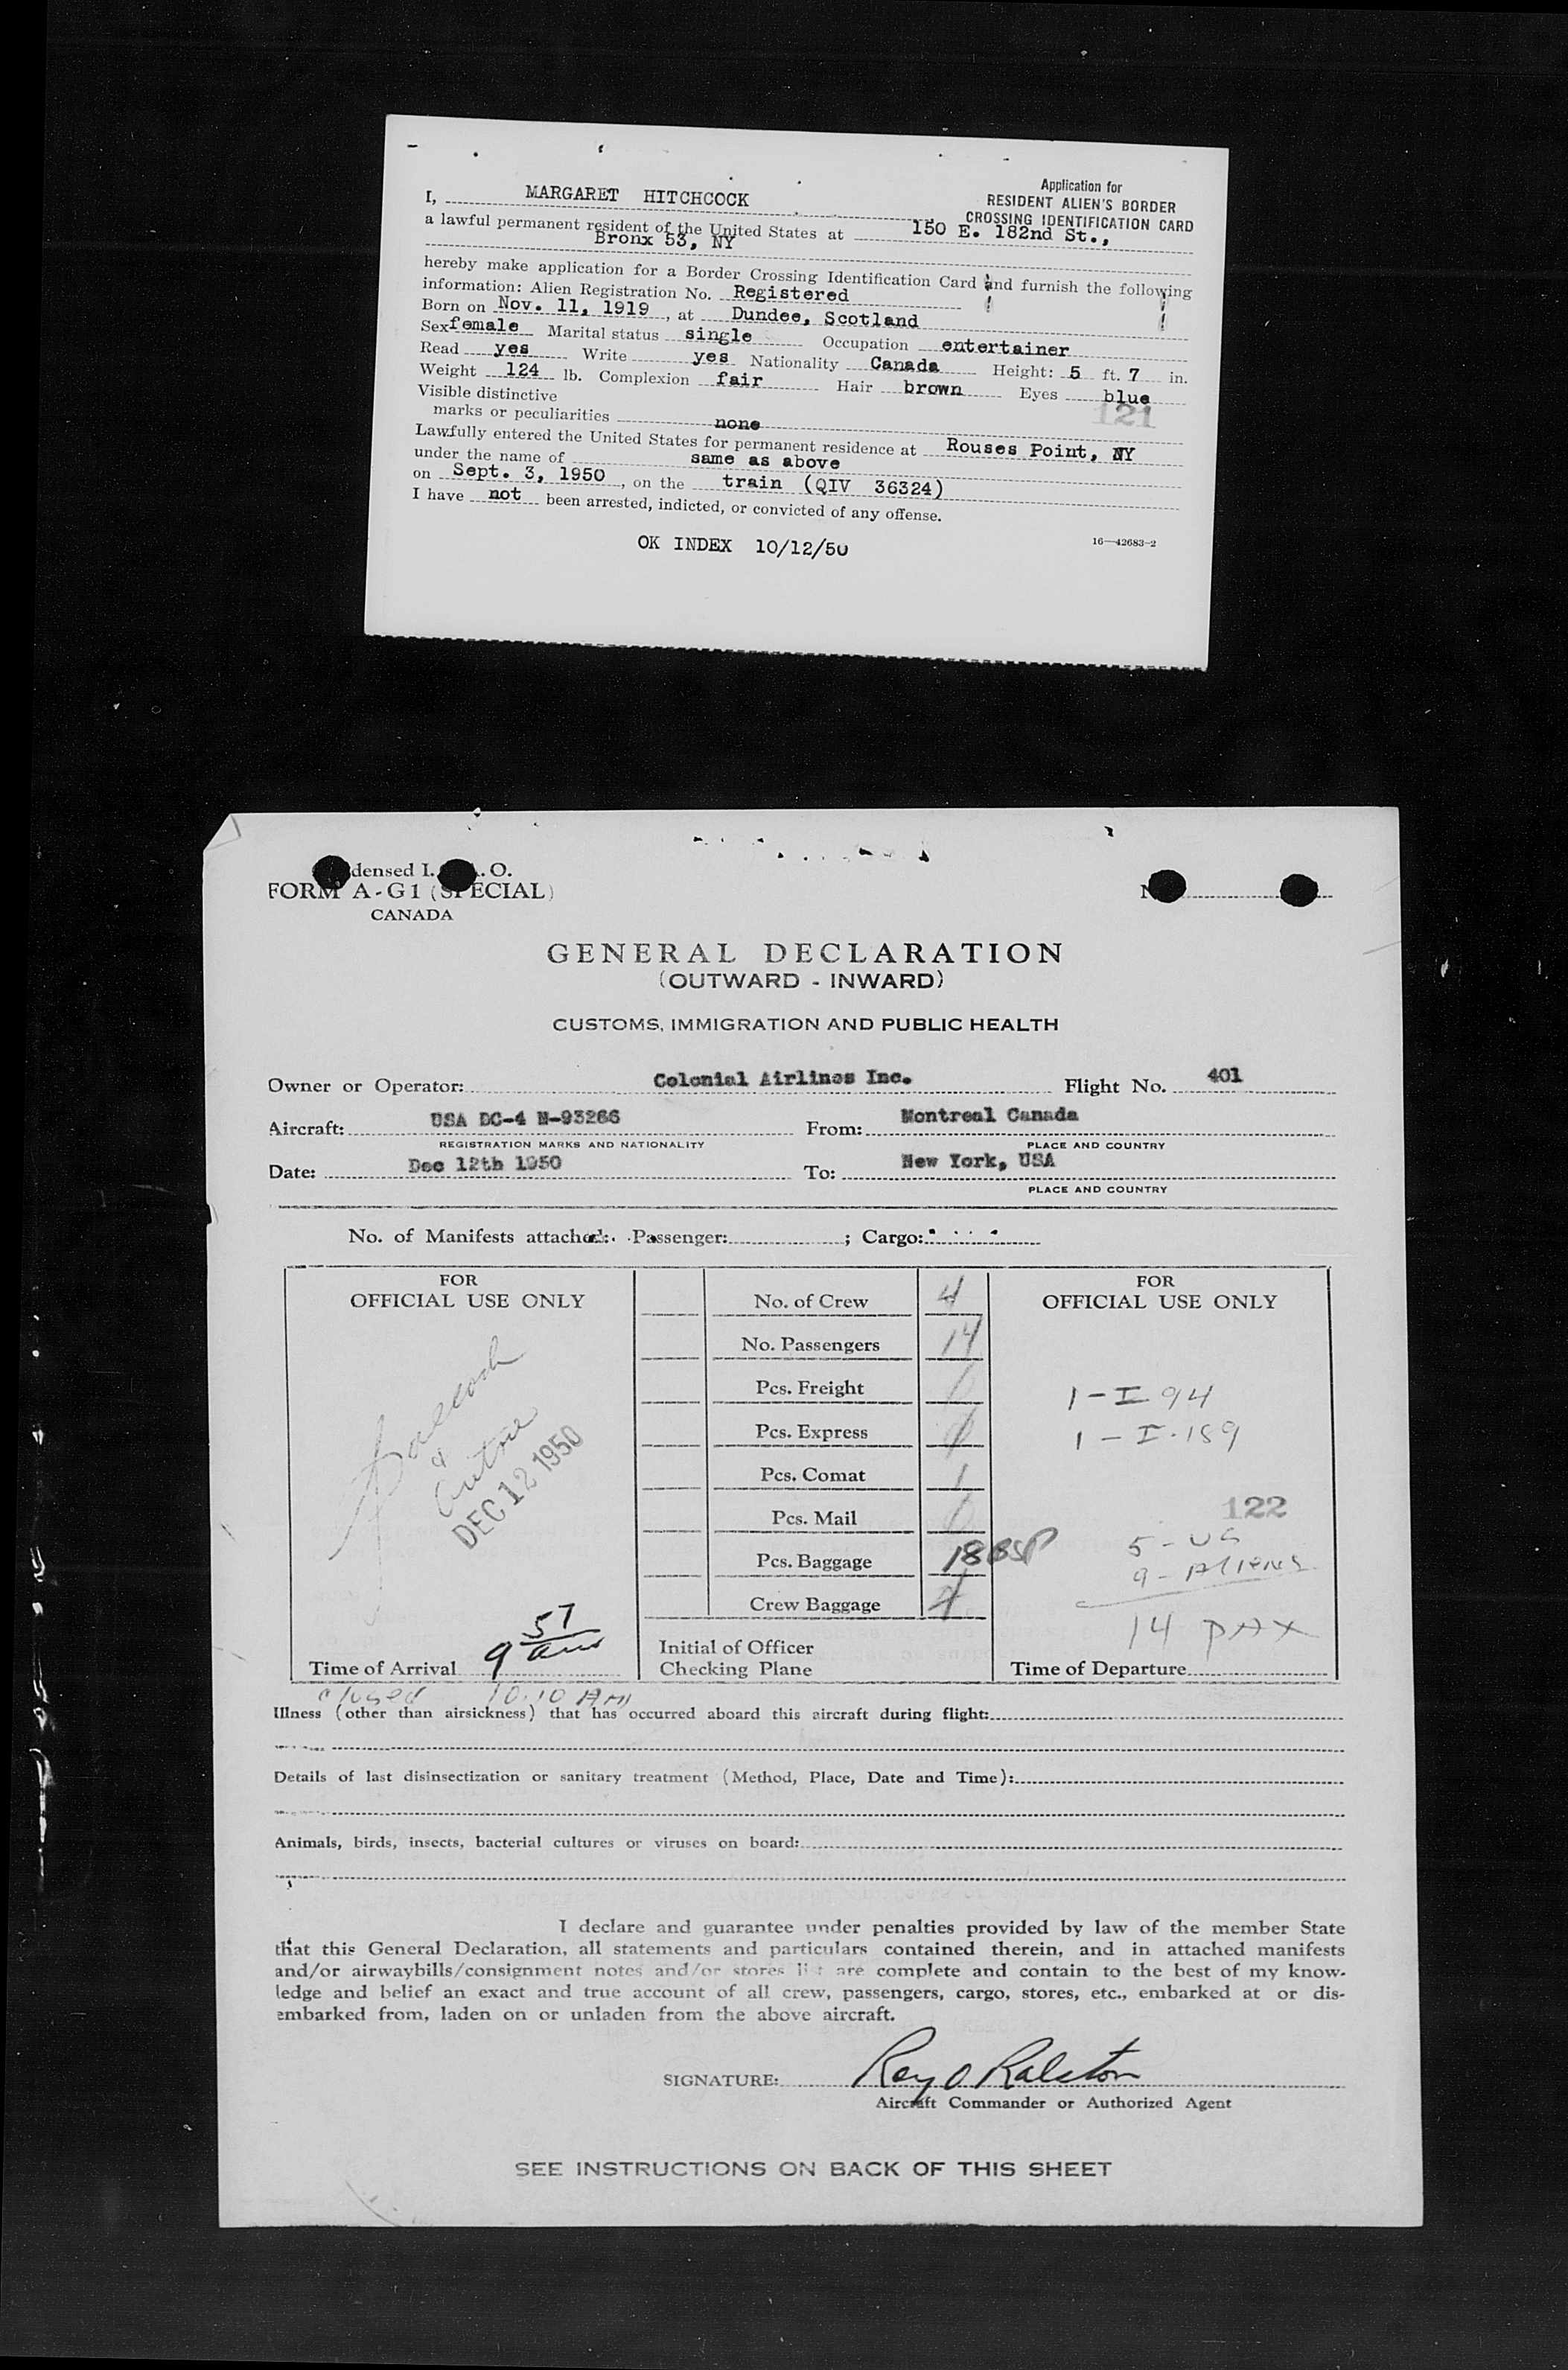 Application for
RESIDENT ALIEN'S BORDER
CROSSING IDENTIFICATION CARD
I, MARGARET HITCHCOCK
a lawful permanent resident of the United States at 150 E. 182nd St.,
Bronx 53, NY
hereby make application for a Border Crossing Identification Card and furnish the following
information: Alien Registration No. Registered
Born on Nov. 11, 1919, at Dundee, Scotland
Sex female Marital status single Occupation entertainer
Read yes Write yes Nationality Canada Height: 5 ft. 7 in.
Weight 124 lb. Complexion fair Hair brown Eyes blue
Visible distinctive
marks or peculiarities none
121
Lawfully entered the United States for permanent residence at Rouses Point, NY
under the name of same as above
on Sept. 3, 1950, on the train (QIV 36324)
I have not been arrested, indicted, or convicted of any offense.
OK INDEX 10/12/50
16—42683-2
densed I. .O.
FORM A-G1 (SPECIAL)
CANADA
GENERAL DECLARATION
(OUTWARD - INWARD)
CUSTOMS, IMMIGRATION AND PUBLIC HEALTH
Owner or Operator: Colonial Airlines Inc. Flight No. 401
Aircraft: USA DC-4 N-93266 From: Montreal Canada
REGISTRATION MARKS AND NATIONALITY PLACE AND COUNTRY
Date: Dec 12th 1950 To: New York, USA
PLACE AND COUNTRY
No. of Manifests attached: Passenger: ; Cargo:
FOR
OFFICIAL USE ONLY
DEC 12 1950
Time of Arrival 9 57 am
No. of Crew 4
No. Passengers 14
Pcs. Freight
Pcs. Express
Pcs. Comat
Pcs. Mail
Pcs. Baggage 18
Crew Baggage 4
Initial of Officer
Checking Plane
FOR
OFFICIAL USE ONLY
1 - I 94
1 - I-189
122
5 - US
9 - ALIENS
14 PAX
Time of Departure
closed 10:10 AM
Illness (other than airsickness) that has occurred aboard this aircraft during flight:
Details of last disinsectization or sanitary treatment (Method, Place, Date and Time):
Animals, birds, insects, bacterial cultures or viruses on board:
I declare and guarantee under penalties provided by law of the member State
that this General Declaration, all statements and particulars contained therein, and in attached manifests
and/or airwaybills/consignment notes and/or stores list are complete and contain to the best of my know-
ledge and belief an exact and true account of all crew, passengers, cargo, stores, etc., embarked at or dis-
embarked from, laden on or unladen from the above aircraft.
SIGNATURE: Rey O Ralston
Aircraft Commander or Authorized Agent
SEE INSTRUCTIONS ON BACK OF THIS SHEET